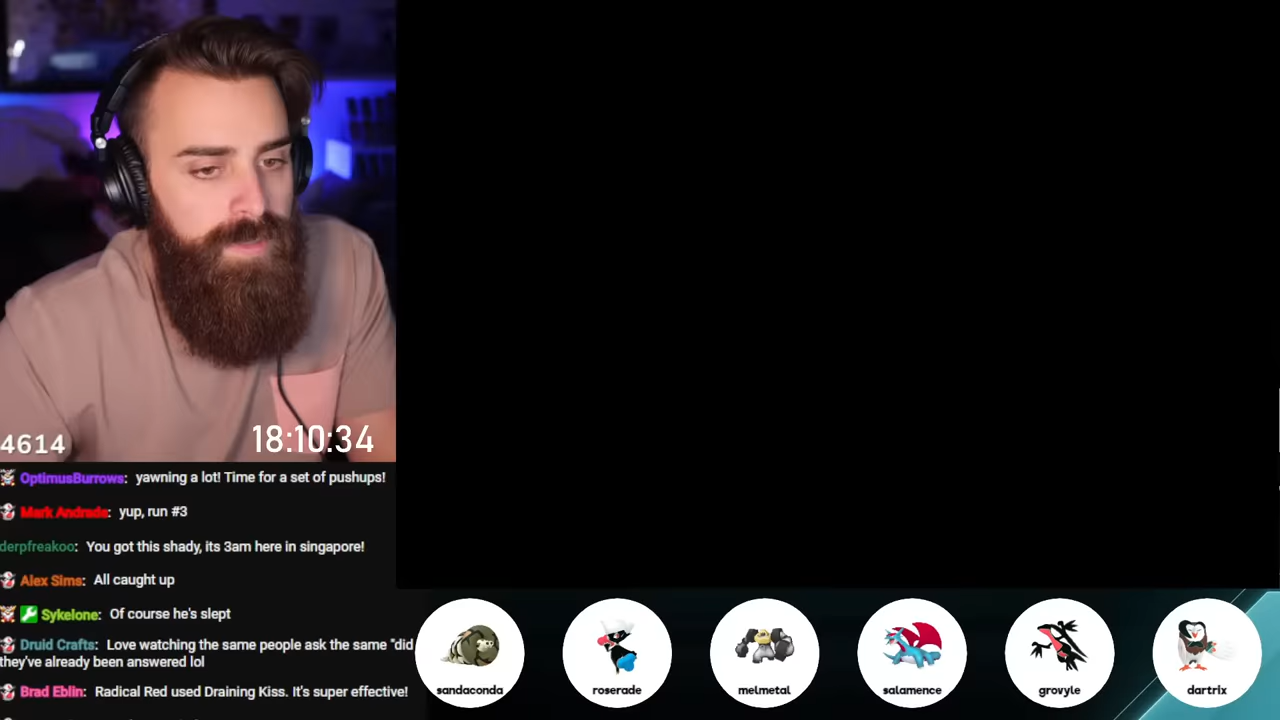 4614
18:10:34
OptimusBurrows: yawning a lot! Time for a set of pushups!
Mark Andrada: yup, run #3
derpfreakoo: You got this shady, its 3am here in singapore!
Alex Sims: All caught up
Sykelone: Of course he's slept
Druid Crafts: Love watching the same people ask the same "did
they've already been answered lol
Brad Eblin: Radical Red used Draining Kiss. It's super effective!
sandaconda
roserade
melmetal
salamence
grovyle
dartrix